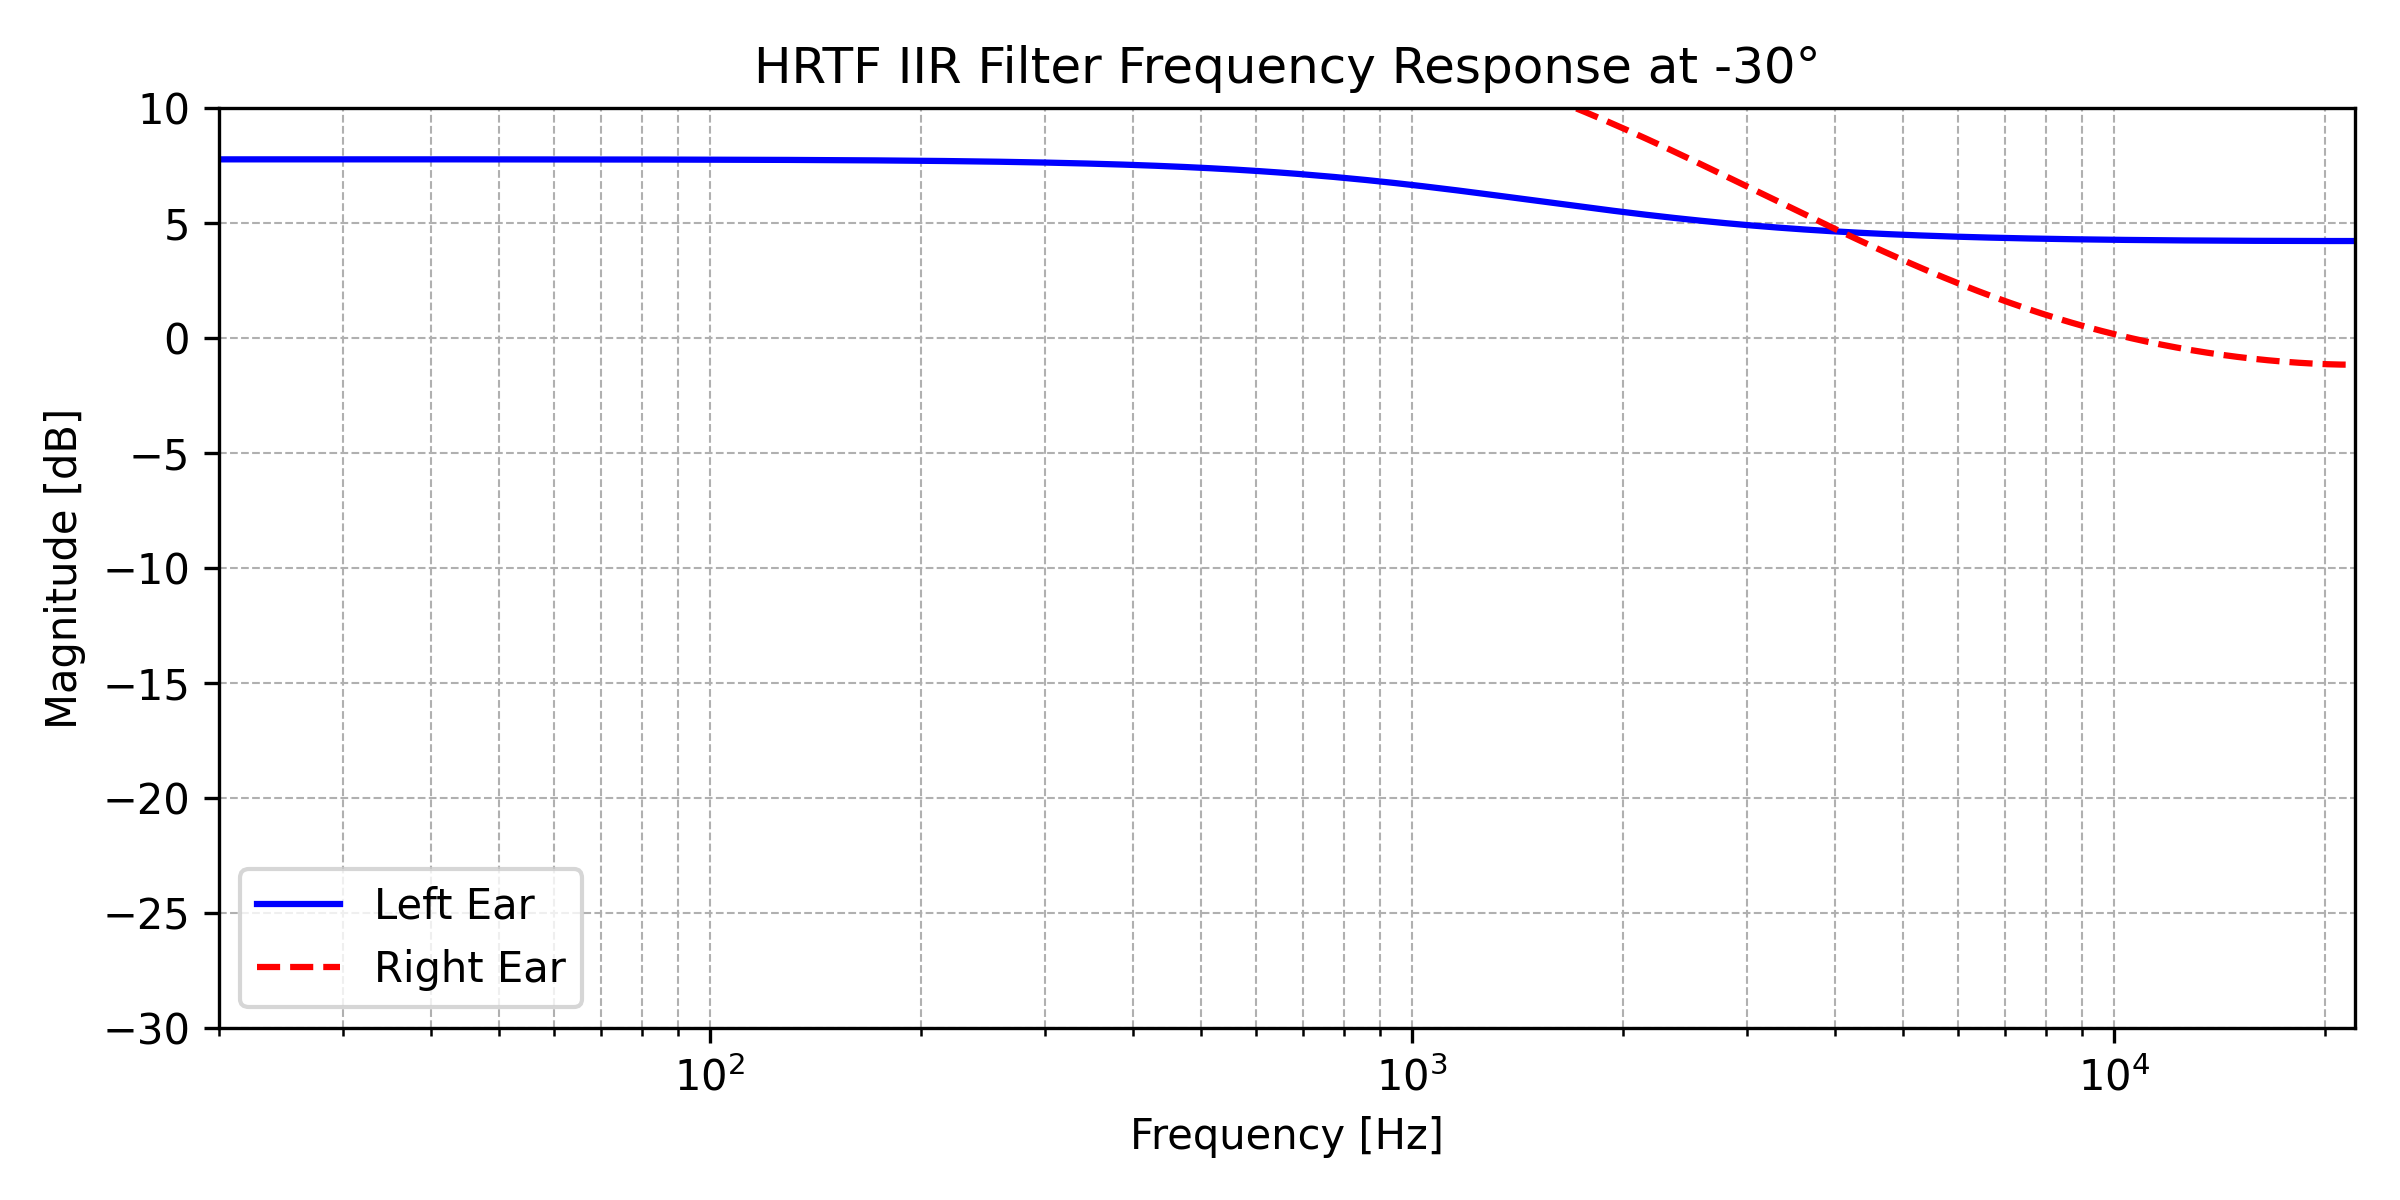 HRTF IIR Filter Frequency Response at -30°
10
5
0
−5
−10
−15
−20
−25
−30
Magnitude [dB]
Left Ear
Right Ear
10² 10³ 10⁴
Frequency [Hz]